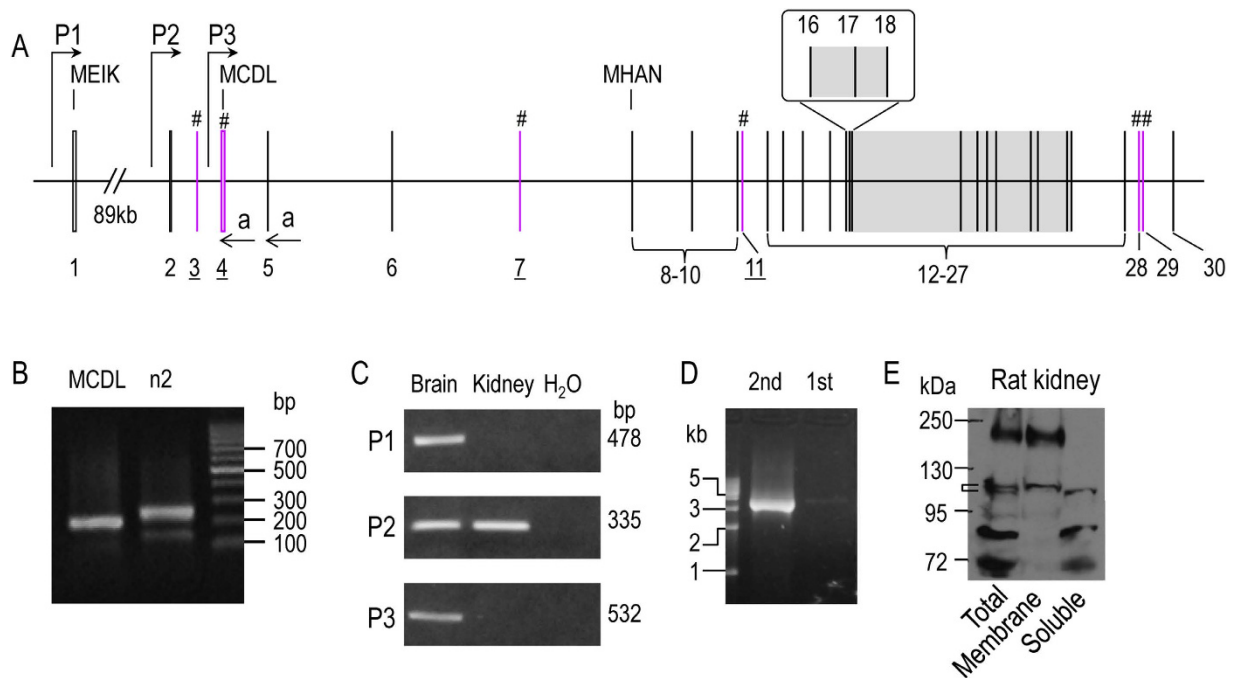 A
P1 P2 P3
MEIK MCDL MHAN
16 17 18
# # # # ##
89kb
a a
1 2 3 4 5 6 7 8-10 11 12-27 28 29 30
B
MCDL n2
bp
700
500
300
200
100
C
Brain Kidney H₂O
bp
P1 478
P2 335
P3 532
D
2nd 1st
kb
5
3
2
1
E
kDa Rat kidney
250
130
95
72
Total
Membrane
Soluble